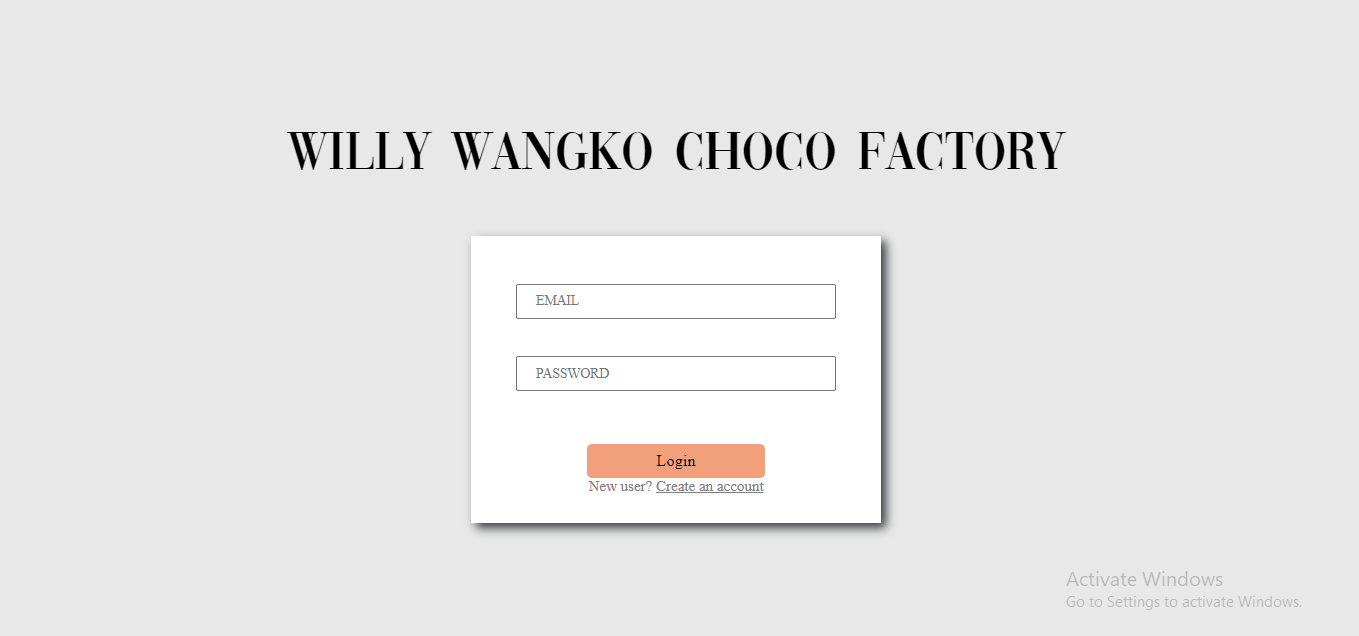 WILLY WANGKO CHOCO FACTORY
EMAIL
PASSWORD
Login
New user? Create an account
Activate Windows
Go to Settings to activate Windows.